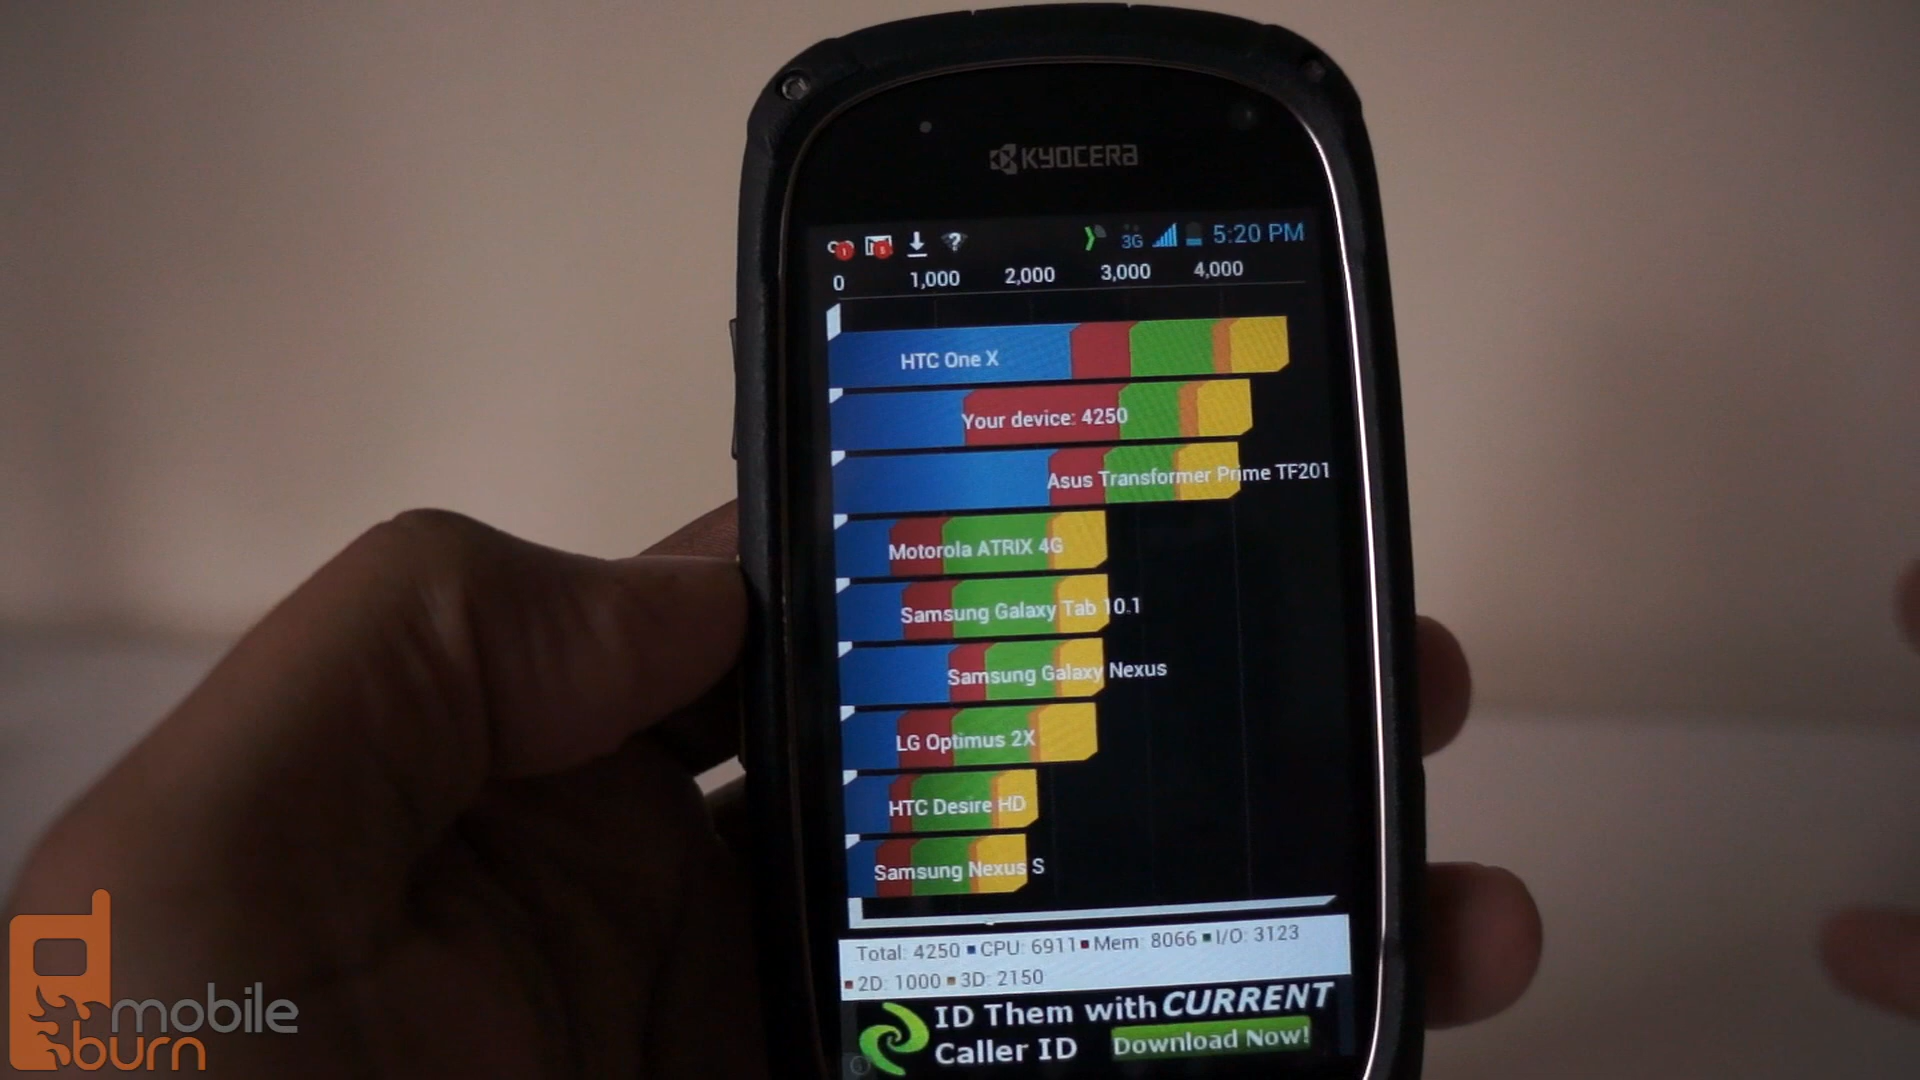 KYOCERA
3G 5:20 PM
0 1,000 2,000 3,000 4,000
HTC One X
Your device: 4250
Asus Transformer Prime TF201
Motorola ATRIX 4G
Samsung Galaxy Tab 10.1
Samsung Galaxy Nexus
LG Optimus 2X
HTC Desire HD
Samsung Nexus S
Total: 4250 CPU: 6911 Mem: 8066 I/O: 3123
2D: 1000 3D: 2150
ID Them with CURRENT
Caller ID Download Now!
mobile
burn